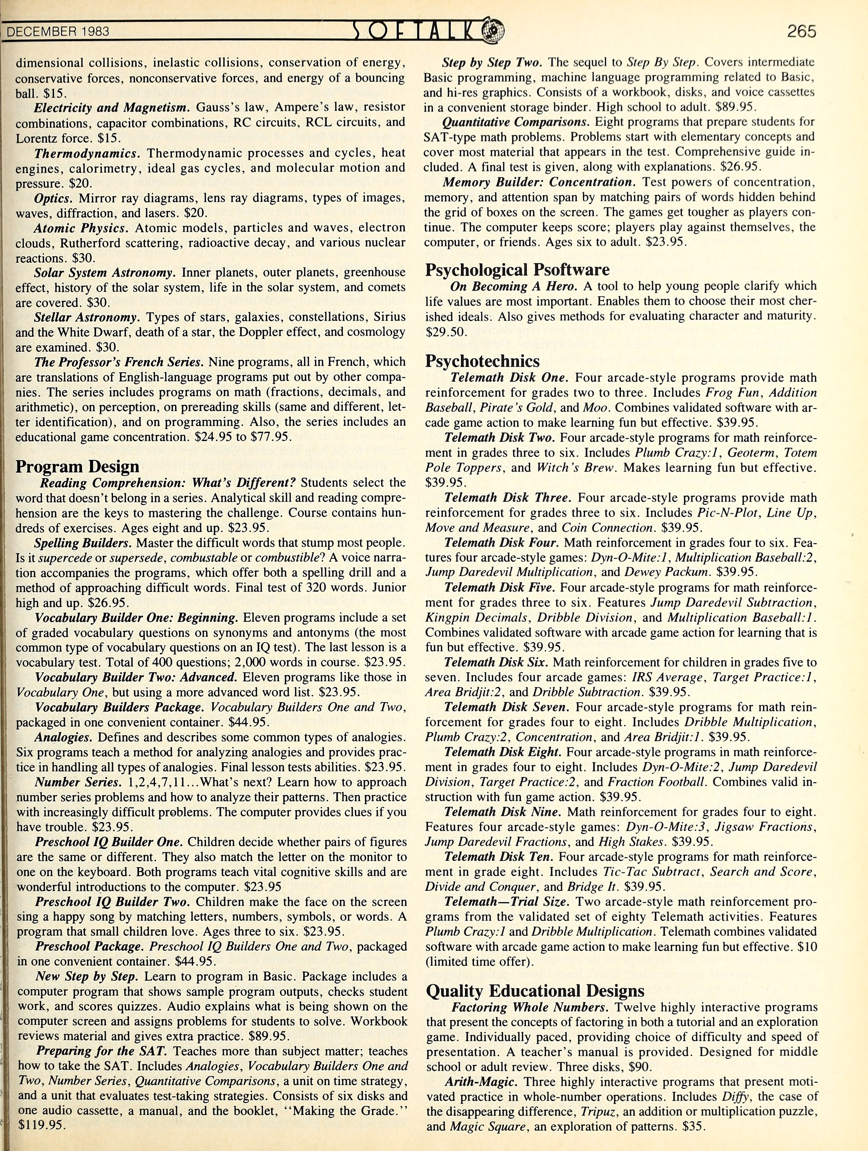 DECEMBER 1983
SOFTALK
265
dimensional collisions, inelastic collisions, conservation of energy,
conservative forces, nonconservative forces, and energy of a bouncing
ball. $15.
Electricity and Magnetism. Gauss's law, Ampere's law, resistor
combinations, capacitor combinations, RC circuits, RCL circuits, and
Lorentz force. $15.
Thermodynamics. Thermodynamic processes and cycles, heat
engines, calorimetry, ideal gas cycles, and molecular motion and
pressure. $20.
Optics. Mirror ray diagrams, lens ray diagrams, types of images,
waves, diffraction, and lasers. $20.
Atomic Physics. Atomic models, particles and waves, electron
clouds, Rutherford scattering, radioactive decay, and various nuclear
reactions. $30.
Solar System Astronomy. Inner planets, outer planets, greenhouse
effect, history of the solar system, life in the solar system, and comets
are covered. $30.
Stellar Astronomy. Types of stars, galaxies, constellations, Sirius
and the White Dwarf, death of a star, the Doppler effect, and cosmology
are examined. $30.
The Professor's French Series. Nine programs, all in French, which
are translations of English-language programs put out by other compa-
nies. The series includes programs on math (fractions, decimals, and
arithmetic), on perception, on prereading skills (same and different, let-
ter identification), and on programming. Also, the series includes an
educational game concentration. $24.95 to $77.95.
Program Design
Reading Comprehension: What's Different? Students select the
word that doesn't belong in a series. Analytical skill and reading compre-
hension are the keys to mastering the challenge. Course contains hun-
dreds of exercises. Ages eight and up. $23.95.
Spelling Builders. Master the difficult words that stump most people.
Is it supercede or supersede, combustable or combustible? A voice narra-
tion accompanies the programs, which offer both a spelling drill and a
method of approaching difficult words. Final test of 320 words. Junior
high and up. $26.95.
Vocabulary Builder One: Beginning. Eleven programs include a set
of graded vocabulary questions on synonyms and antonyms (the most
common type of vocabulary questions on an IQ test). The last lesson is a
vocabulary test. Total of 400 questions; 2,000 words in course. $23.95.
Vocabulary Builder Two: Advanced. Eleven programs like those in
Vocabulary One, but using a more advanced word list. $23.95.
Vocabulary Builders Package. Vocabulary Builders One and Two,
packaged in one convenient container. $44.95.
Analogies. Defines and describes some common types of analogies.
Six programs teach a method for analyzing analogies and provides prac-
tice in handling all types of analogies. Final lesson tests abilities. $23.95.
Number Series. 1,2,4,7,11...What's next? Learn how to approach
number series problems and how to analyze their patterns. Then practice
with increasingly difficult problems. The computer provides clues if you
have trouble. $23.95.
Preschool IQ Builder One. Children decide whether pairs of figures
are the same or different. They also match the letter on the monitor to
one on the keyboard. Both programs teach vital cognitive skills and are
wonderful introductions to the computer. $23.95
Preschool IQ Builder Two. Children make the face on the screen
sing a happy song by matching letters, numbers, symbols, or words. A
program that small children love. Ages three to six. $23.95.
Preschool Package. Preschool IQ Builders One and Two, packaged
in one convenient container. $44.95.
New Step by Step. Learn to program in Basic. Package includes a
computer program that shows sample program outputs, checks student
work, and scores quizzes. Audio explains what is being shown on the
computer screen and assigns problems for students to solve. Workbook
reviews material and gives extra practice. $89.95.
Preparing for the SAT. Teaches more than subject matter; teaches
how to take the SAT. Includes Analogies, Vocabulary Builders One and
Two, Number Series, Quantitative Comparisons, a unit on time strategy,
and a unit that evaluates test-taking strategies. Consists of six disks and
one audio cassette, a manual, and the booklet, "Making the Grade."
$119.95.
Step by Step Two. The sequel to Step By Step. Covers intermediate
Basic programming, machine language programming related to Basic,
and hi-res graphics. Consists of a workbook, disks, and voice cassettes
in a convenient storage binder. High school to adult. $89.95.
Quantitative Comparisons. Eight programs that prepare students for
SAT-type math problems. Problems start with elementary concepts and
cover most material that appears in the test. Comprehensive guide in-
cluded. A final test is given, along with explanations. $26.95.
Memory Builder: Concentration. Test powers of concentration,
memory, and attention span by matching pairs of words hidden behind
the grid of boxes on the screen. The games get tougher as players con-
tinue. The computer keeps score; players play against themselves, the
computer, or friends. Ages six to adult. $23.95.
Psychological Psoftware
On Becoming A Hero. A tool to help young people clarify which
life values are most important. Enables them to choose their most cher-
ished ideals. Also gives methods for evaluating character and maturity.
$29.50.
Psychotechnics
Telemath Disk One. Four arcade-style programs provide math
reinforcement for grades two to three. Includes Frog Fun, Addition
Baseball, Pirate's Gold, and Moo. Combines validated software with ar-
cade game action to make learning fun but effective. $39.95.
Telemath Disk Two. Four arcade-style programs for math reinforce-
ment in grades three to six. Includes Plumb Crazy:1, Geoterm, Totem
Pole Toppers, and Witch's Brew. Makes learning fun but effective.
$39.95.
Telemath Disk Three. Four arcade-style programs provide math
reinforcement for grades three to six. Includes Pic-N-Plot, Line Up,
Move and Measure, and Coin Connection. $39.95.
Telemath Disk Four. Math reinforcement in grades four to six. Fea-
tures four arcade-style games: Dyn-O-Mite:1, Multiplication Baseball:2,
Jump Daredevil Multiplication, and Dewey Packum. $39.95.
Telemath Disk Five. Four arcade-style programs for math reinforce-
ment for grades three to six. Features Jump Daredevil Subtraction,
Kingpin Decimals, Dribble Division, and Multiplication Baseball:1.
Combines validated software with arcade game action for learning that is
fun but effective. $39.95.
Telemath Disk Six. Math reinforcement for children in grades five to
seven. Includes four arcade games: IRS Average, Target Practice:1,
Area Bridjit:2, and Dribble Subtraction. $39.95.
Telemath Disk Seven. Four arcade-style programs for math rein-
forcement for grades four to eight. Includes Dribble Multiplication,
Plumb Crazy:2, Concentration, and Area Bridjit:1. $39.95.
Telemath Disk Eight. Four arcade-style programs in math reinforce-
ment in grades four to eight. Includes Dyn-O-Mite:2, Jump Daredevil
Division, Target Practice:2, and Fraction Football. Combines valid in-
struction with fun game action. $39.95.
Telemath Disk Nine. Math reinforcement for grades four to eight.
Features four arcade-style games: Dyn-O-Mite:3, Jigsaw Fractions,
Jump Daredevil Fractions, and High Stakes. $39.95.
Telemath Disk Ten. Four arcade-style programs for math reinforce-
ment in grade eight. Includes Tic-Tac Subtract, Search and Score,
Divide and Conquer, and Bridge It. $39.95.
Telemath—Trial Size. Two arcade-style math reinforcement pro-
grams from the validated set of eighty Telemath activities. Features
Plumb Crazy:1 and Dribble Multiplication. Telemath combines validated
software with arcade game action to make learning fun but effective. $10
(limited time offer).
Quality Educational Designs
Factoring Whole Numbers. Twelve highly interactive programs
that present the concepts of factoring in both a tutorial and an exploration
game. Individually paced, providing choice of difficulty and speed of
presentation. A teacher's manual is provided. Designed for middle
school or adult review. Three disks, $90.
Arith-Magic. Three highly interactive programs that present moti-
vated practice in whole-number operations. Includes Diffy, the case of
the disappearing difference, Tripuz, an addition or multiplication puzzle,
and Magic Square, an exploration of patterns. $35.